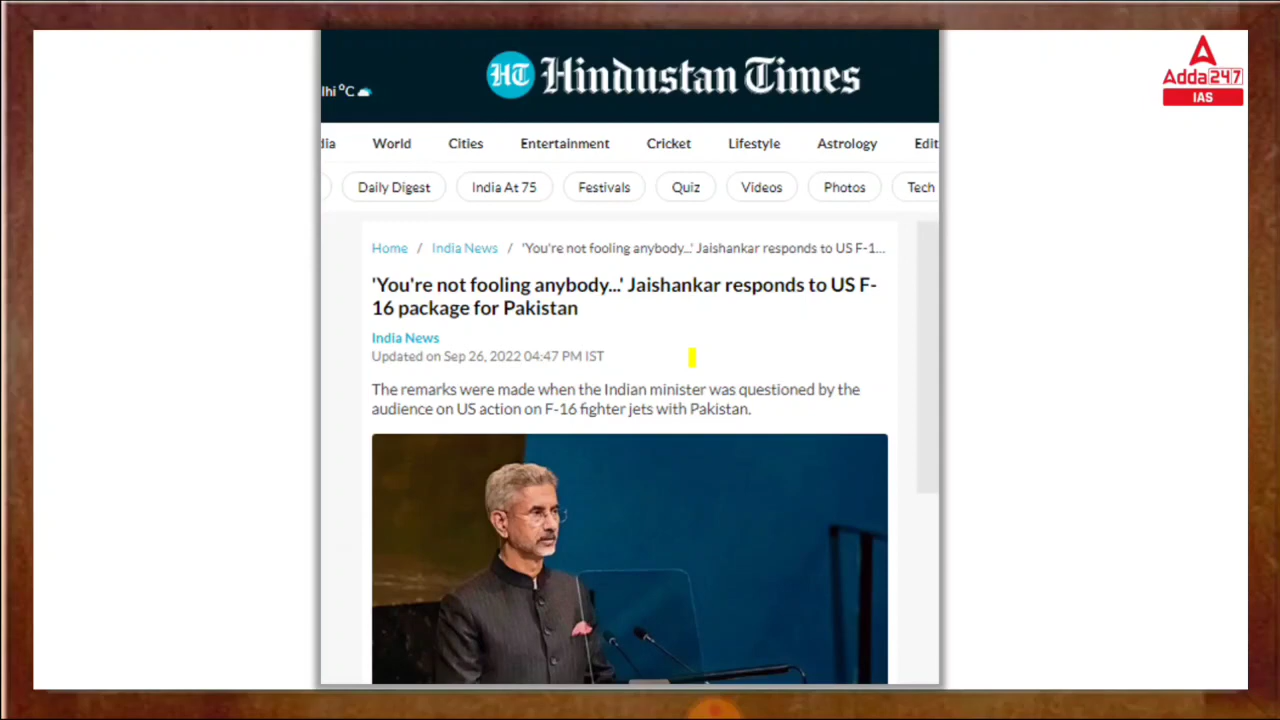 HT Hindustan Times
lhi °C
Adda247
IAS
dia World Cities Entertainment Cricket Lifestyle Astrology Edit
Daily Digest India At 75 Festivals Quiz Videos Photos Tech
Home / India News / 'You're not fooling anybody...' Jaishankar responds to US F-1...
'You're not fooling anybody...' Jaishankar responds to US F-
16 package for Pakistan
India News
Updated on Sep 26, 2022 04:47 PM IST
The remarks were made when the Indian minister was questioned by the
audience on US action on F-16 fighter jets with Pakistan.